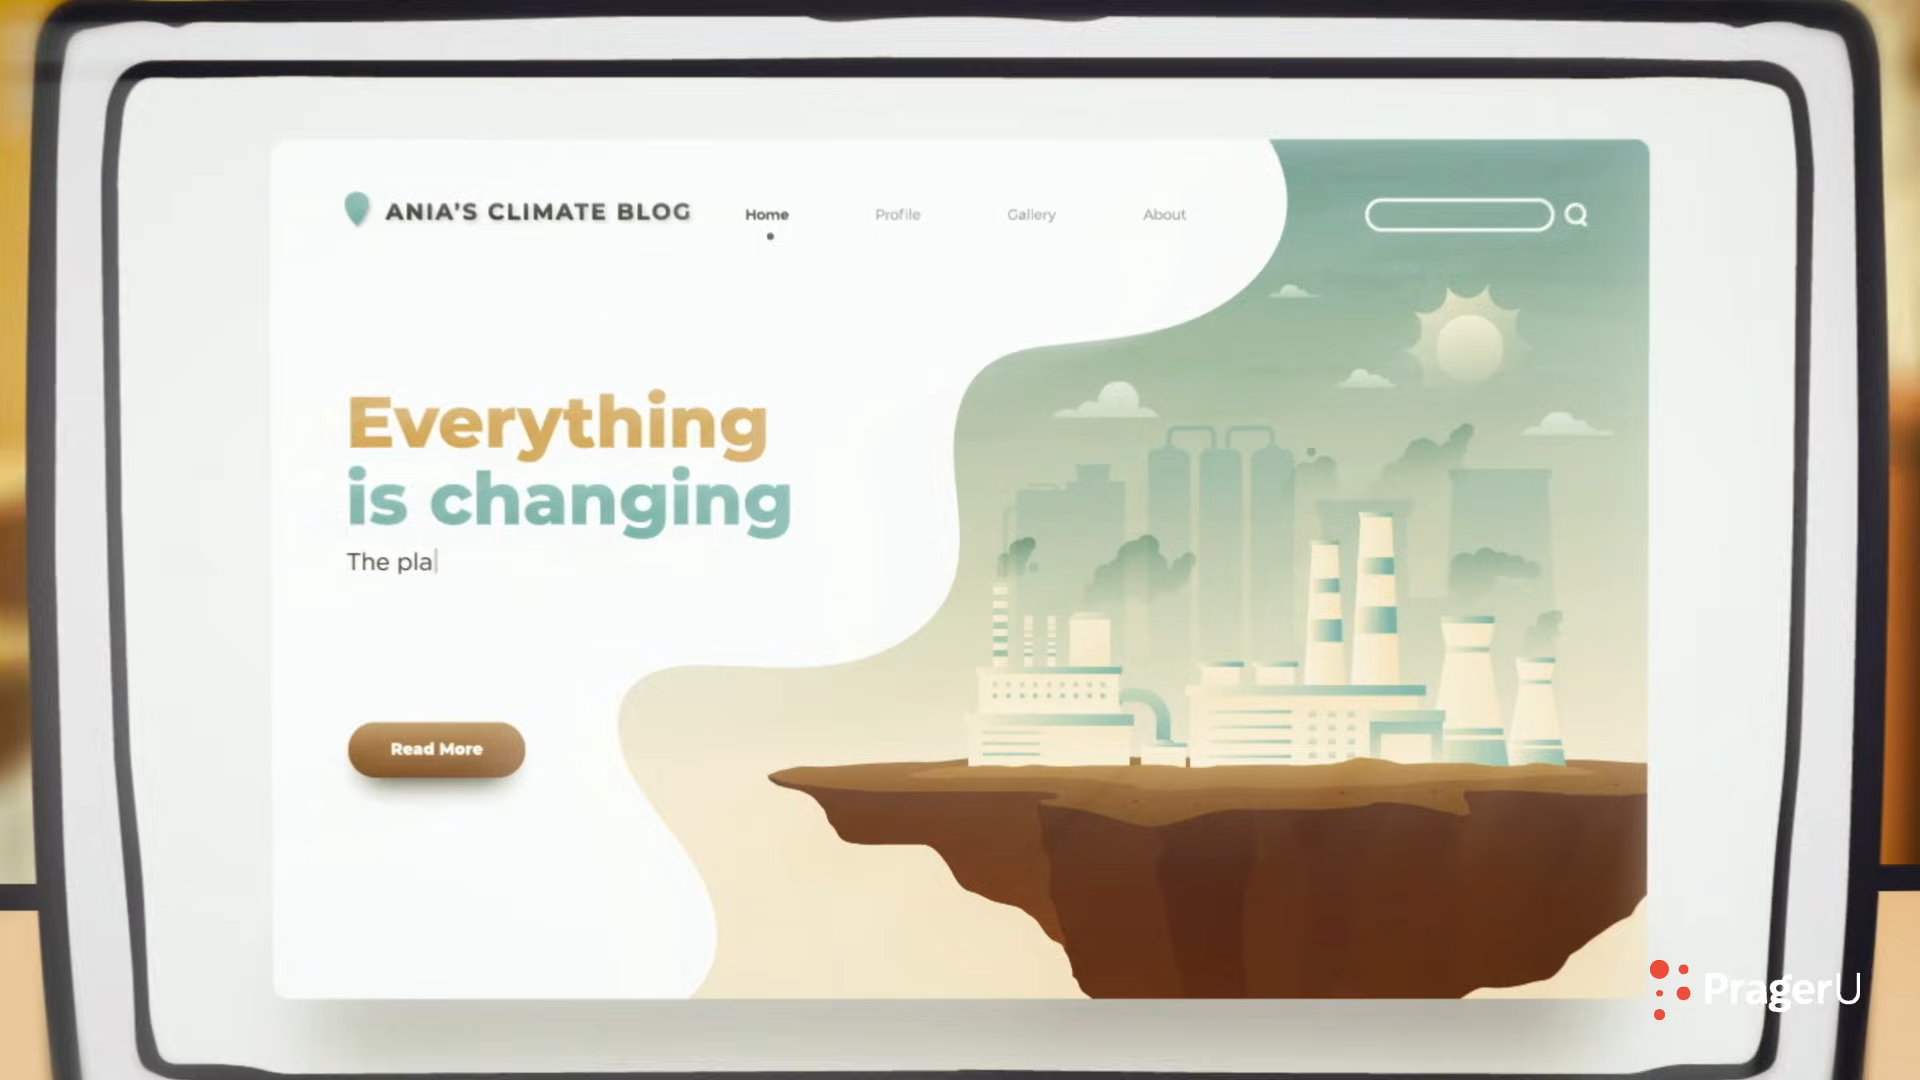 ANIA'S CLIMATE BLOG Home Profile Gallery About
Everything
is changing
The pla
Read More
PragerU